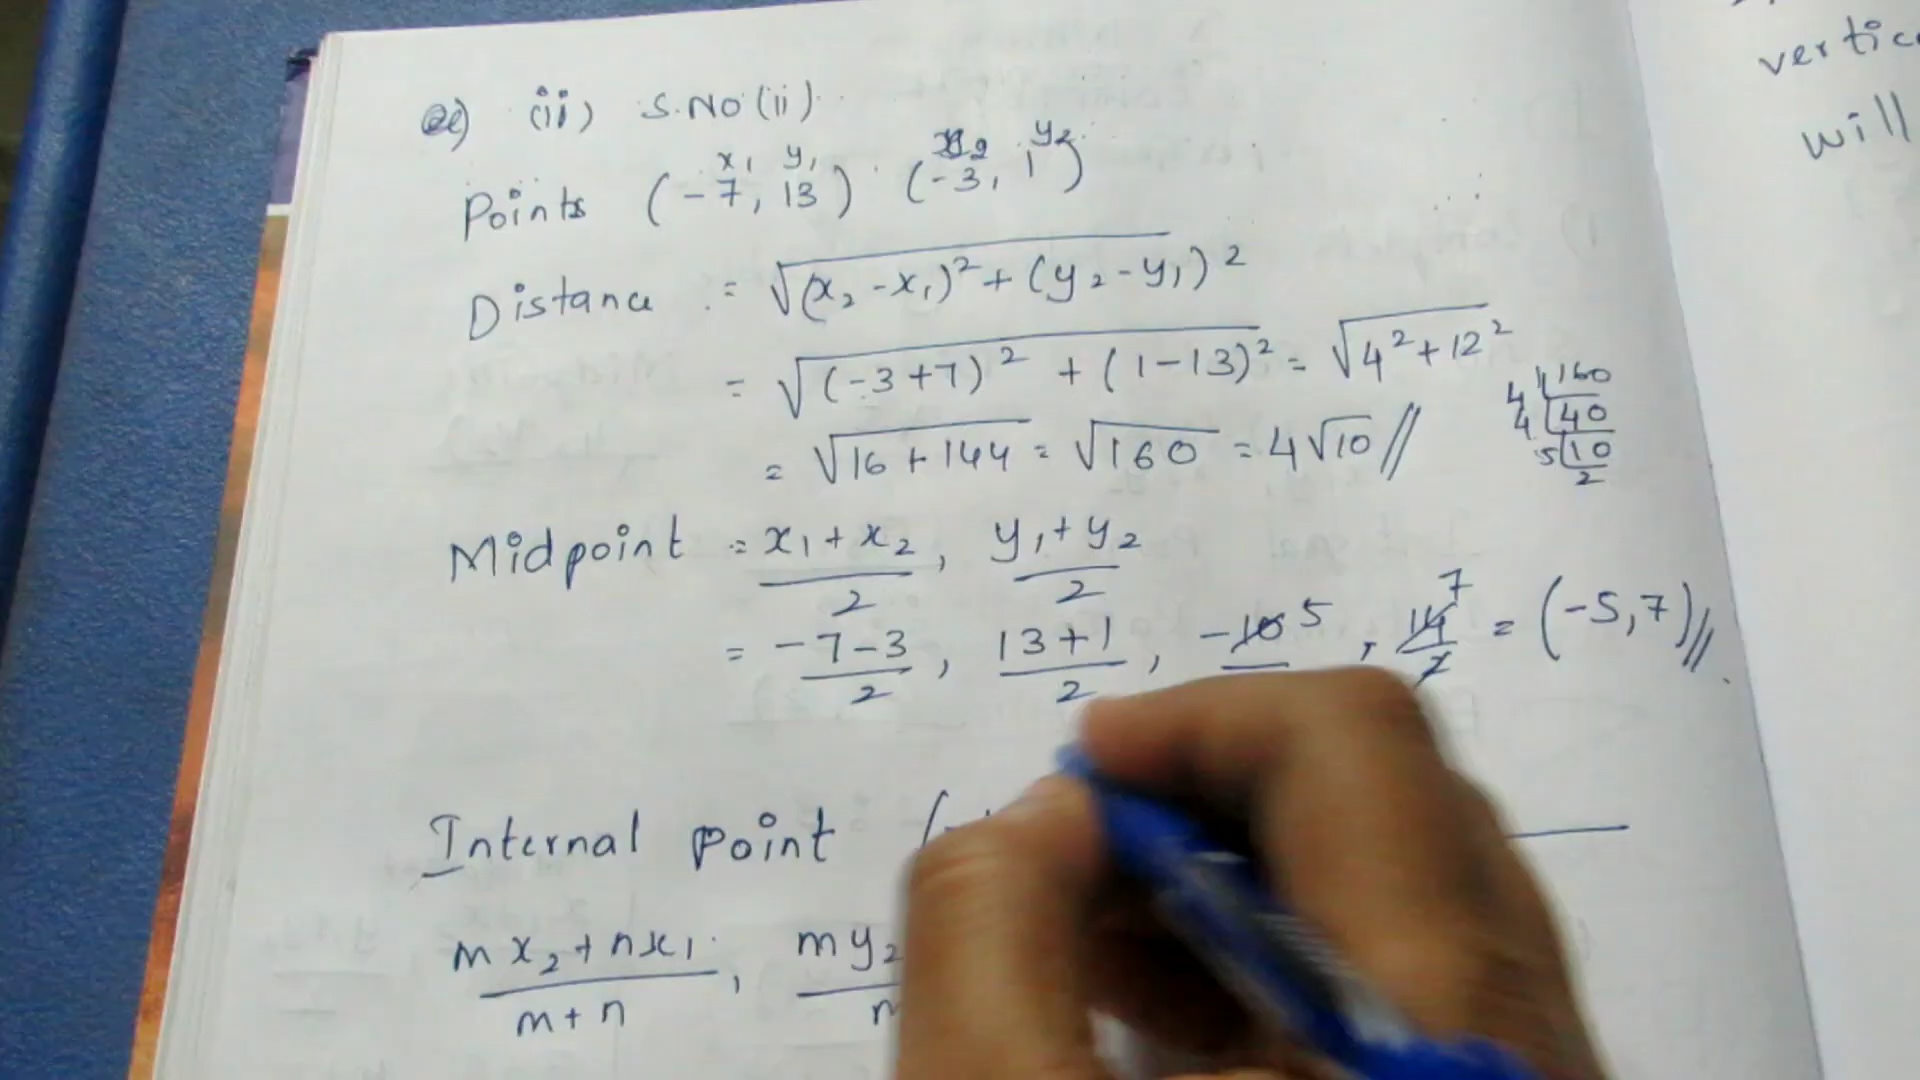 (ii) S.No (ii)
x₁ y₁ x₂ y₂
Points (-7, 13) (-3, 1)
Distance = √(x₂ - x₁)² + (y₂ - y₁)²
= √(-3+7)² + (1-13)² = √4² + 12²
= √16 + 144 = √160 = 4√10 //
4 160
4 40
5 10
2
Midpoint = x₁ + x₂ / 2, y₁ + y₂ / 2
= -7-3 / 2, 13+1 / 2, -10 5, 14 7 / 2 = (-5, 7) //
Internal point
mx₂ + nx₁ / m + n, my₂
vertic
will